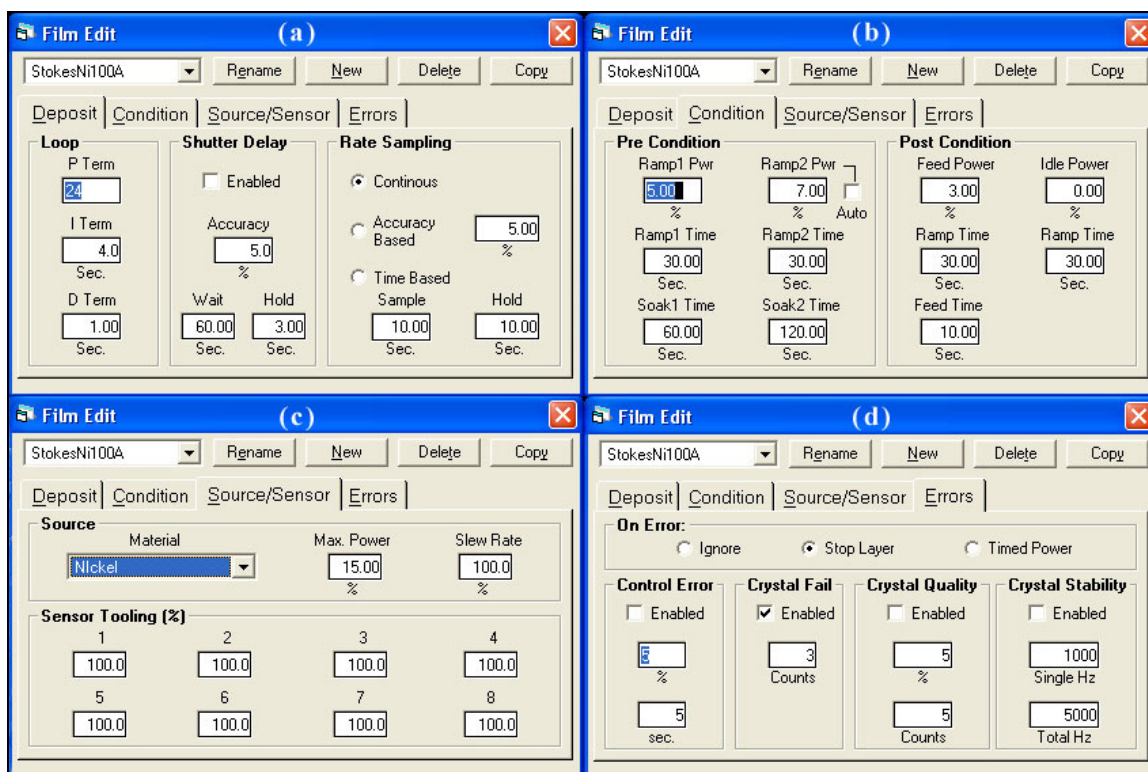 Film Edit (a)
StokesNi100A Rename New Delete Copy
Deposit Condition Source/Sensor Errors
Loop Shutter Delay Rate Sampling
P Term
24
Enabled
Continous
I Term
4.0
Sec.
Accuracy
5.0
%
Accuracy Based
5.00
%
Time Based
D Term
1.00
Sec.
Wait Hold
60.00 3.00
Sec. Sec.
Sample Hold
10.00 10.00
Sec. Sec.
Film Edit (b)
StokesNi100A Rename New Delete Copy
Deposit Condition Source/Sensor Errors
Pre Condition Post Condition
Ramp1 Pwr Ramp2 Pwr Feed Power Idle Power
5.00 7.00 3.00 0.00
% % Auto % %
Ramp1 Time Ramp2 Time Ramp Time Ramp Time
30.00 30.00 30.00 30.00
Sec. Sec. Sec. Sec.
Soak1 Time Soak2 Time Feed Time
60.00 120.00 10.00
Sec. Sec. Sec.
Film Edit (c)
StokesNi100A Rename New Delete Copy
Deposit Condition Source/Sensor Errors
Source
Material Max. Power Slew Rate
NIckel 15.00 100.0
% %
Sensor Tooling (%)
1 2 3 4
100.0 100.0 100.0 100.0
5 6 7 8
100.0 100.0 100.0 100.0
Film Edit (d)
StokesNi100A Rename New Delete Copy
Deposit Condition Source/Sensor Errors
On Error:
Ignore Stop Layer Timed Power
Control Error Crystal Fail Crystal Quality Crystal Stability
Enabled Enabled Enabled Enabled
5 3 5 1000
% Counts % Single Hz
5 5 5000
sec. Counts Total Hz